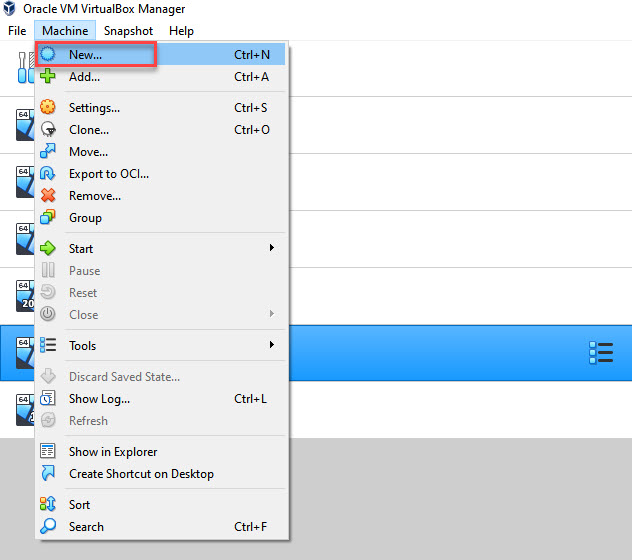 Oracle VM VirtualBox Manager
File Machine Snapshot Help
New... Ctrl+N
Add... Ctrl+A
64
Settings... Ctrl+S
Clone... Ctrl+O
Move...
64
Export to OCI...
Remove...
Group
64
Start
Pause
64
Reset
20
Close
Tools
64
Discard Saved State...
Show Log... Ctrl+L
64
Refresh
Show in Explorer
Create Shortcut on Desktop
Sort
Search Ctrl+F